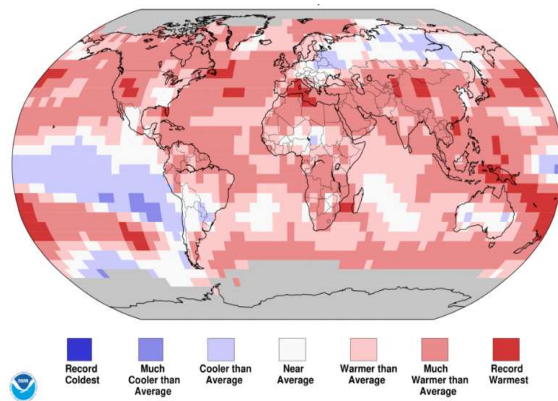 Record
Coldest
Much
Cooler than
Average
Cooler than
Average
Near
Average
Warmer than
Average
Much
Warmer than
Average
Record
Warmest